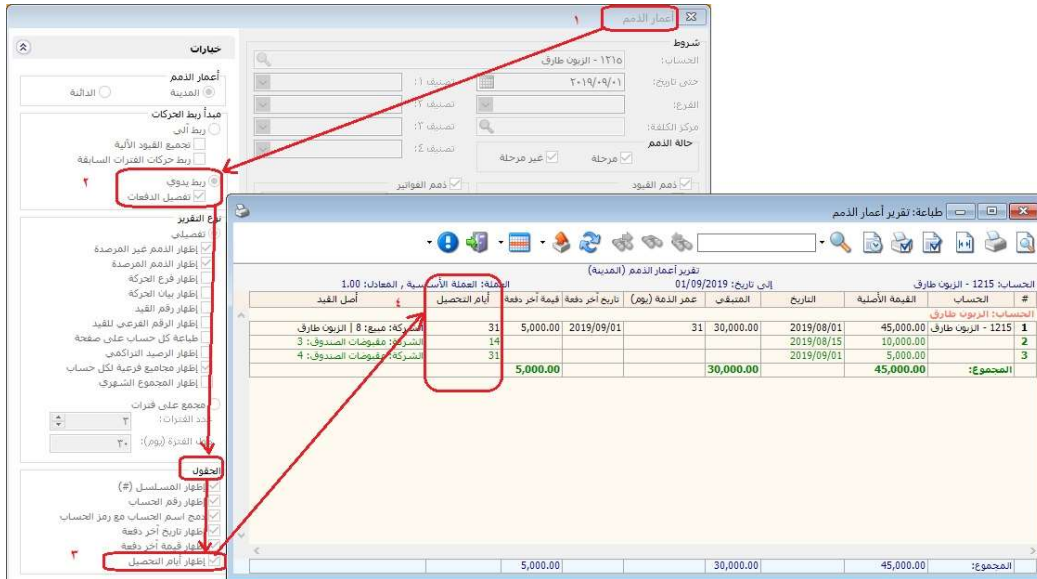 أعمار الذمم
١
شروط
الحساب: ١٢١٥ - الزبون طارق
حتى تاريخ: ٢٠١٩/٠٩/٠١
تصنيف ١:
الفرع:
تصنيف ٢:
مركز الكلفة:
تصنيف ٣:
حالة الذمم
مرحلة
غير مرحلة
تصنيف ٤:
ذمم القيود
ذمم الفواتير
خيارات
أعمار الذمم
المدينة
الدائنة
مبدأ ربط الحركات
ربط آلي
تجميع القيود الآلية
ربط حركات الفترات السابقة
ربط يدوي
٢
تفصيل الدفعات
نوع التقرير
تفصيلي
إظهار الذمم غير المرصدة
إظهار الذمم المرصدة
إظهار فرع الحركة
إظهار بيان الحركة
إظهار رقم القيد
إظهار الرقم الفرعي للقيد
طباعة كل حساب على صفحة
إظهار الرصيد التراكمي
إظهار مجاميع فرعية لكل حساب
إظهار المجموع الشهري
مجمع على فترات
عدد الفترات: ٣
الفترة (يوم): ٣٠
الحقول
إظهار المسلسل (#)
إظهار رقم الحساب
دمج اسم الحساب مع رمز الحساب
إظهار تاريخ آخر دفعة
إظهار قيمة آخر دفعة
٣
إظهار أيام التحصيل
طباعة: تقرير أعمار الذمم
تقرير أعمار الذمم (المدينة)
الحساب: 1215 - الزبون طارق
إلى تاريخ: 01/09/2019
العملة: العملة الأساسية , المعادل: 1.00
# الحساب القيمة الأصلية التاريخ المتبقي عمر الذمة (يوم) تاريخ آخر دفعة قيمة آخر دفعة أيام التحصيل أصل القيد
٤
الحساب: الزبون طارق
1 1215 - الزبون طارق 45,000.00 2019/08/01 30,000.00 31 2019/09/01 5,000.00 31 الشركة: مبيع: 8 | الزبون طارق
2 10,000.00 2019/08/15 14 الشركة: مقبوضات الصندوق: 3
3 5,000.00 2019/09/01 31 الشركة: مقبوضات الصندوق: 4
المجموع: 45,000.00 30,000.00 5,000.00
المجموع: 45,000.00 30,000.00 5,000.00